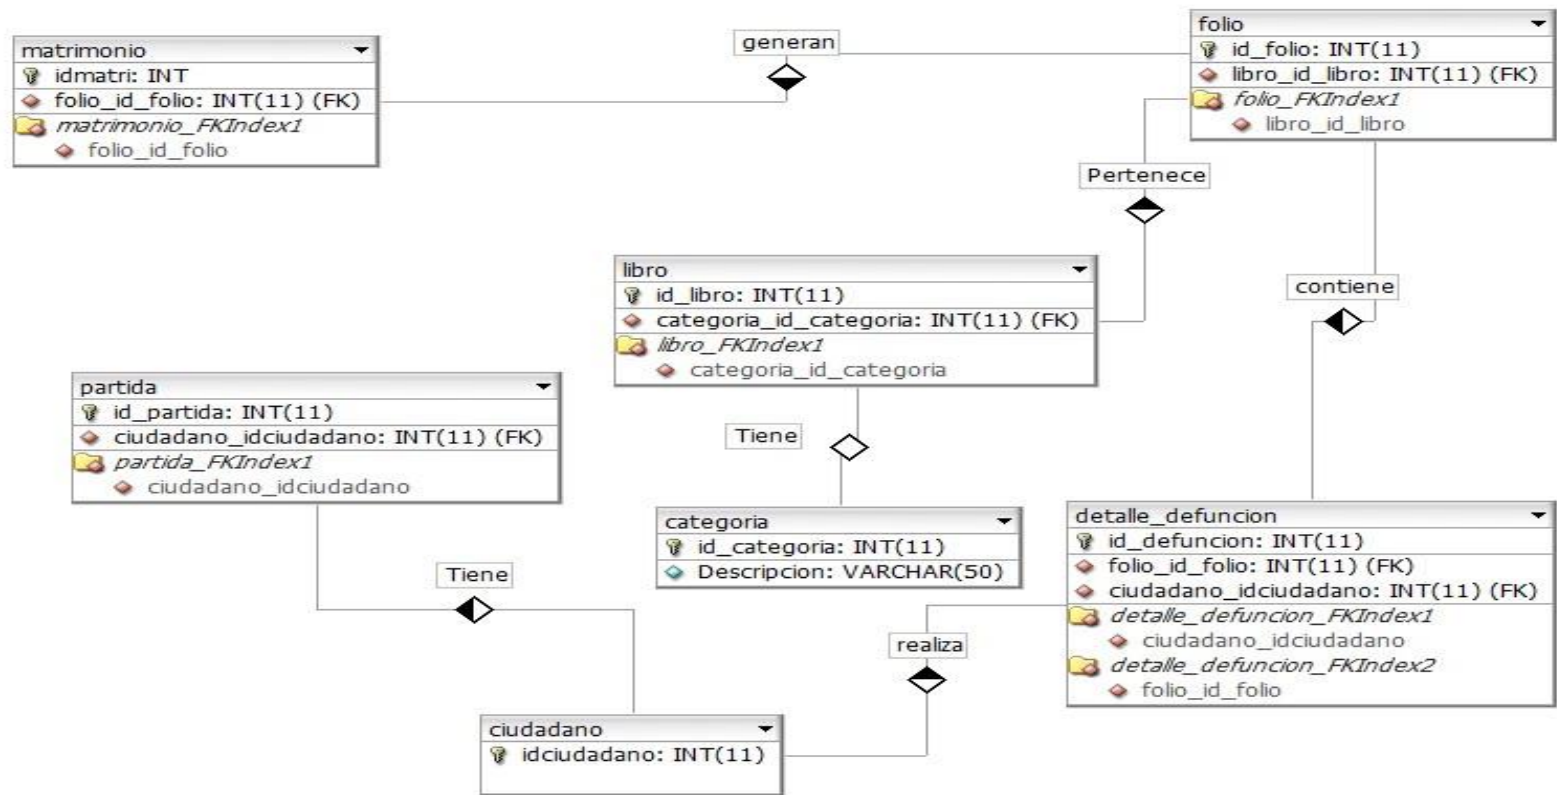 matrimonio
idmatri: INT
folio_id_folio: INT(11) (FK)
matrimonio_FKIndex1
folio_id_folio
generan
folio
id_folio: INT(11)
libro_id_libro: INT(11) (FK)
folio_FKIndex1
libro_id_libro
Pertenece
contiene
libro
id_libro: INT(11)
categoria_id_categoria: INT(11) (FK)
libro_FKIndex1
categoria_id_categoria
partida
id_partida: INT(11)
ciudadano_idciudadano: INT(11) (FK)
partida_FKIndex1
ciudadano_idciudadano
Tiene
categoria
id_categoria: INT(11)
Descripcion: VARCHAR(50)
detalle_defuncion
id_defuncion: INT(11)
folio_id_folio: INT(11) (FK)
ciudadano_idciudadano: INT(11) (FK)
detalle_defuncion_FKIndex1
ciudadano_idciudadano
detalle_defuncion_FKIndex2
folio_id_folio
Tiene
realiza
ciudadano
idciudadano: INT(11)